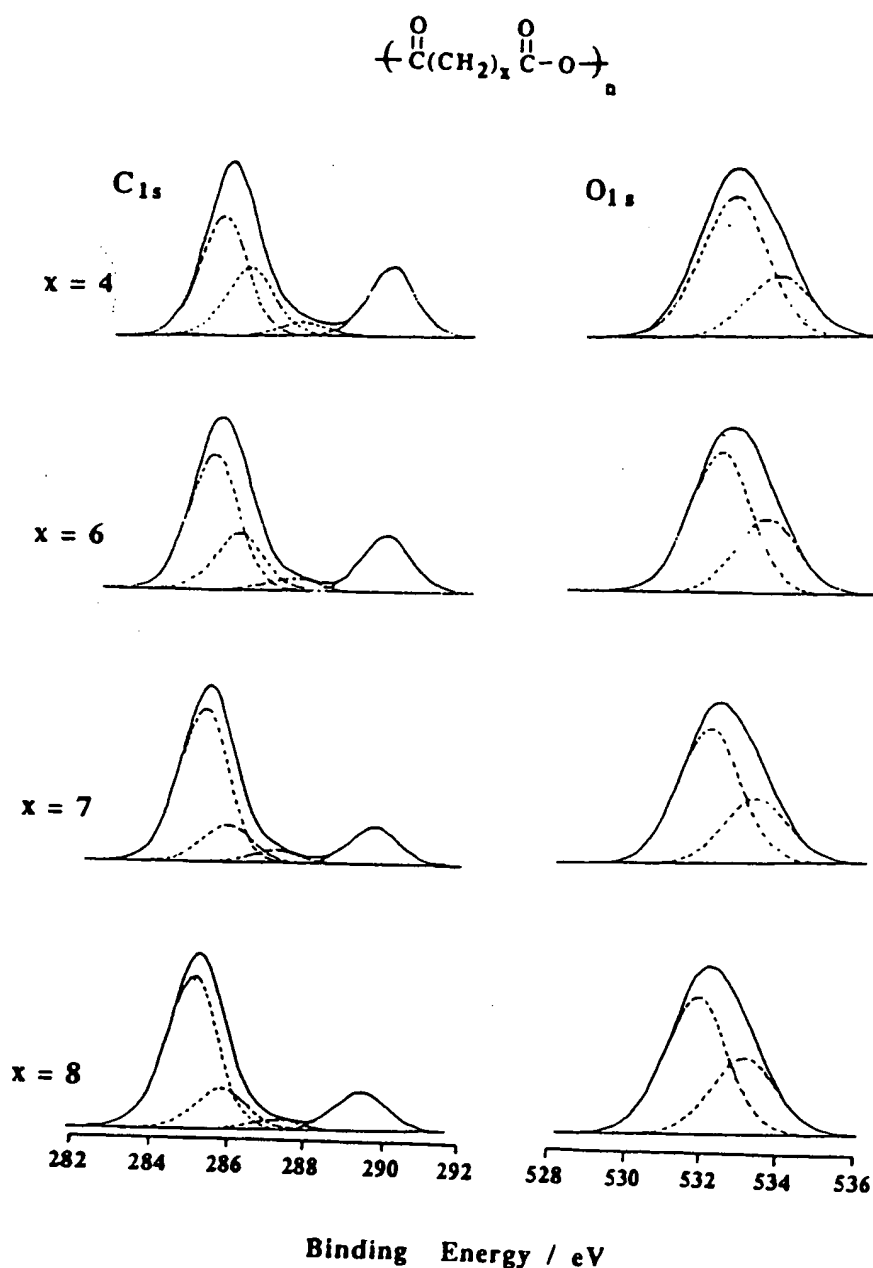 O O
-(-C(CH2)x C-O-)-n
C1s
O1s
x = 4
x = 6
x = 7
x = 8
282 284 286 288 290 292
528 530 532 534 536
Binding Energy / eV